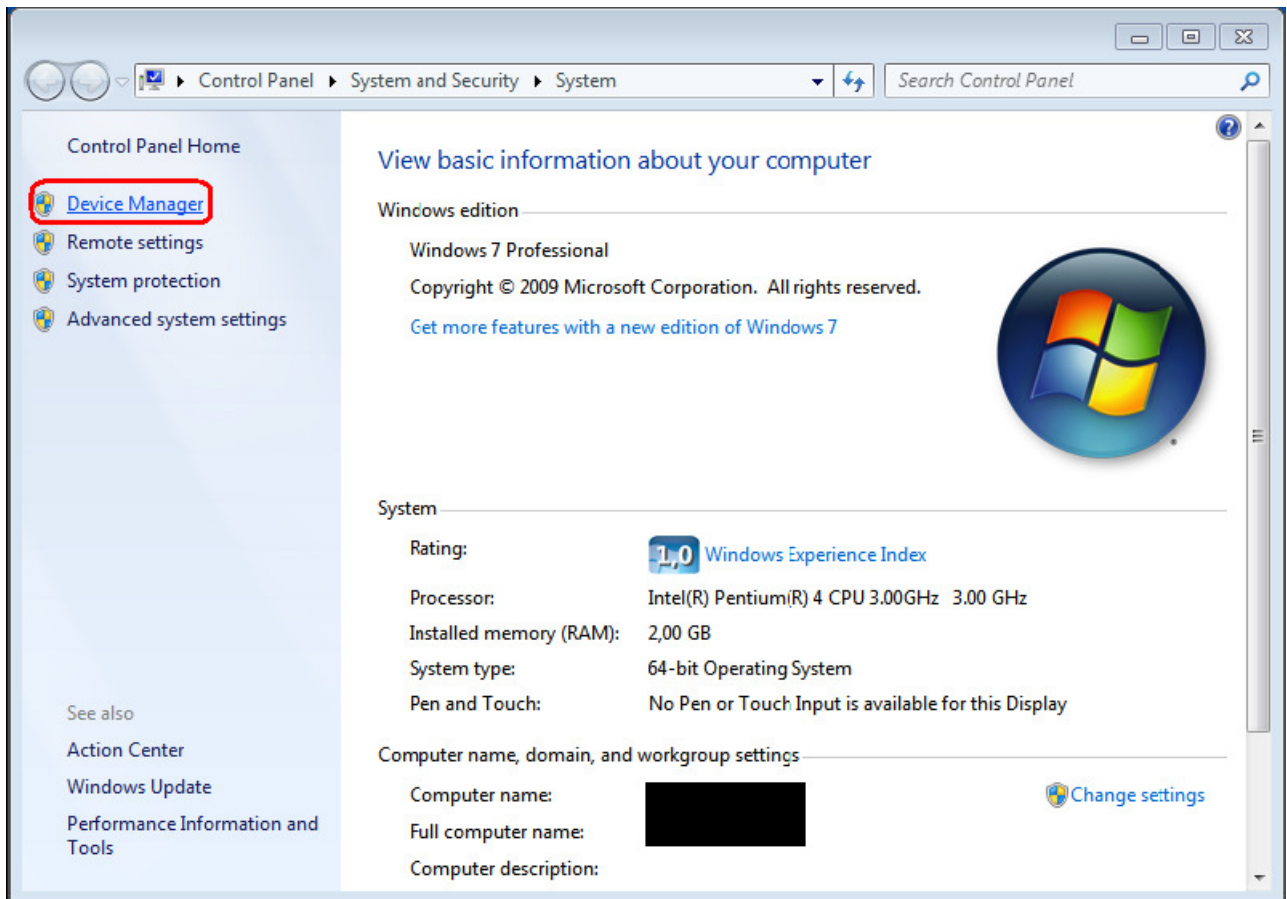 Control Panel ▸ System and Security ▸ System
Search Control Panel
Control Panel Home
Device Manager
Remote settings
System protection
Advanced system settings
See also
Action Center
Windows Update
Performance Information and
Tools
View basic information about your computer
Windows edition
Windows 7 Professional
Copyright © 2009 Microsoft Corporation. All rights reserved.
Get more features with a new edition of Windows 7
System
Rating: 1,0 Windows Experience Index
Processor: Intel(R) Pentium(R) 4 CPU 3.00GHz 3.00 GHz
Installed memory (RAM): 2,00 GB
System type: 64-bit Operating System
Pen and Touch: No Pen or Touch Input is available for this Display
Computer name, domain, and workgroup settings
Computer name: Change settings
Full computer name:
Computer description: